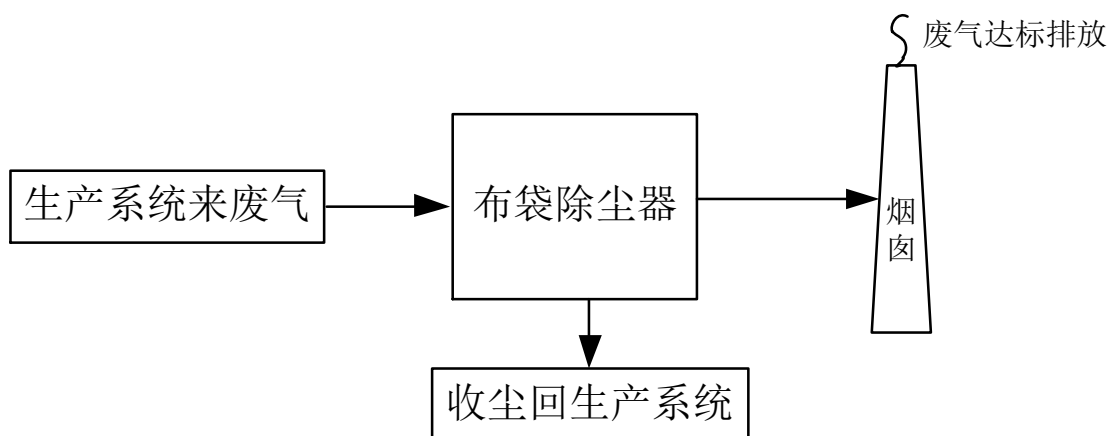 废气达标排放
生产系统来废气
布袋除尘器
烟
囱
收尘回生产系统